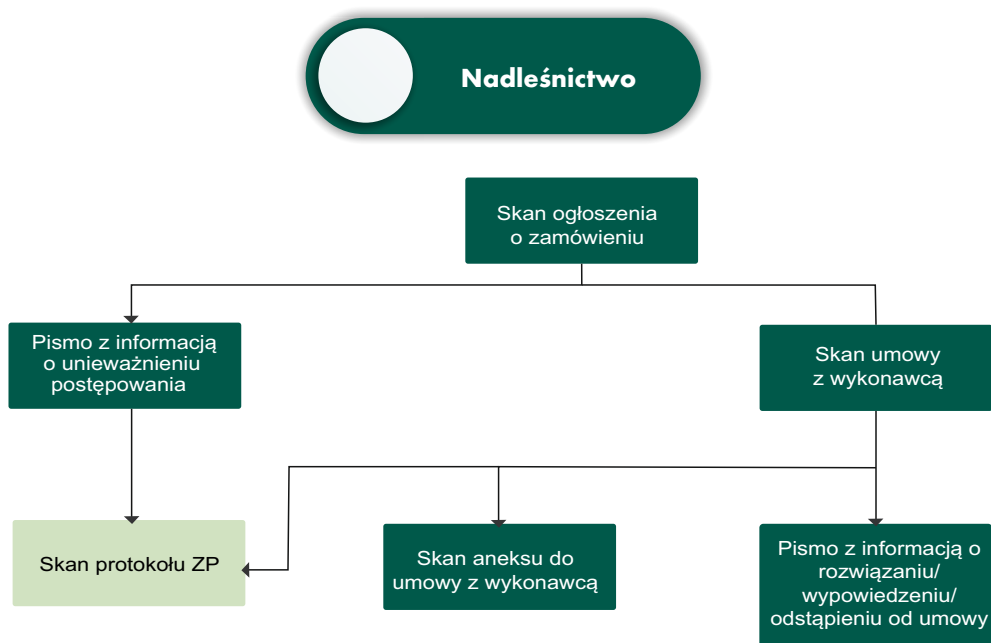 Nadleśnictwo
Skan ogłoszenia
o zamówieniu
Pismo z informacją
o unieważnieniu
postępowania
Skan umowy
z wykonawcą
Skan protokołu ZP
Skan aneksu do
umowy z wykonawcą
Pismo z informacją o
rozwiązaniu/
wypowiedzeniu/
odstąpieniu od umowy